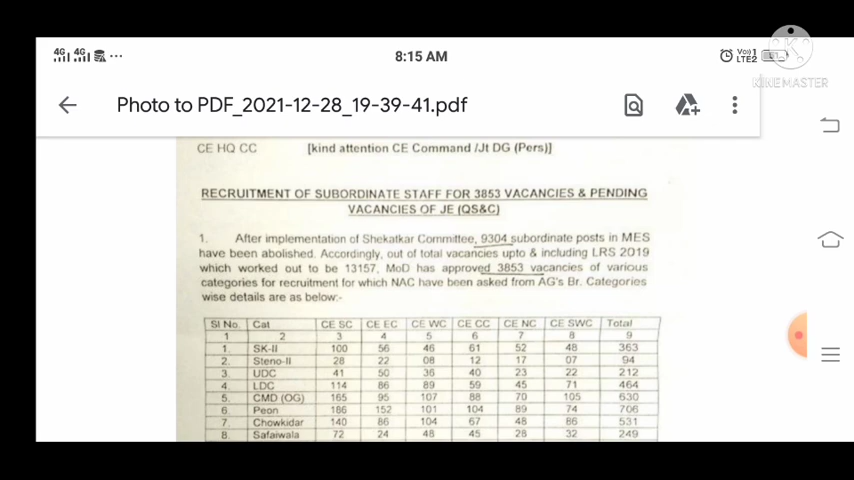 4G 4G ... 8:15 AM Vo) 1 LTE2
KINEMASTER
Photo to PDF_2021-12-28_19-39-41.pdf
CE HQ CC [kind attention CE Command /Jt DG (Pers)]
RECRUITMENT OF SUBORDINATE STAFF FOR 3853 VACANCIES & PENDING
VACANCIES OF JE (QS&C)
1. After implementation of Shekatkar Committee, 9304 subordinate posts in MES
have been abolished. Accordingly, out of total vacancies upto & including LRS 2019
which worked out to be 13157, MoD has approved 3853 vacancies of various
categories for recruitment for which NAC have been asked from AG's Br. Categories
wise details are as below:-
Sl No. Cat CE SC CE EC CE WC CE CC CE NC CE SWC Total
1 2 3 4 5 6 7 8 9
1. SK-II 100 56 46 61 52 48 363
2. Steno-II 28 22 08 12 17 07 94
3. UDC 41 50 36 40 23 22 212
4. LDC 114 86 89 59 45 71 464
5. CMD (OG) 165 95 107 88 70 105 630
6. Peon 186 152 101 104 89 74 706
7. Chowkidar 140 86 104 67 48 86 531
8. Safaiwala 72 24 48 45 28 32 249